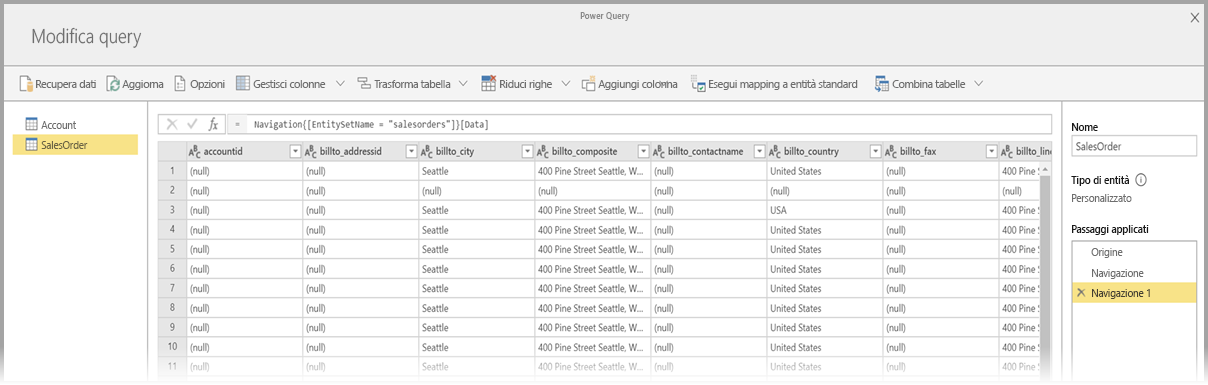 Power Query
Modifica query
Recupera dati Aggiorna Opzioni Gestisci colonne Trasforma tabella Riduci righe Aggiungi colonna Esegui mapping a entità standard Combina tabelle
Account
SalesOrder
fx = Navigation{[EntitySetName = "salesorders"]}[Data]
accountid billto_addressid billto_city billto_composite billto_contactname billto_country billto_fax billto_line
1 (null) (null) Seattle 400 Pine Street Seattle, W... (null) United States (null) 400 Pine S
2 (null) (null) (null) (null) (null) (null) (null) (null)
3 (null) (null) Seattle 400 Pine Street Seattle, W... (null) USA (null) 400 Pine S
4 (null) (null) Seattle 400 Pine Street Seattle, W... (null) United States (null) 400 Pine S
5 (null) (null) Seattle 400 Pine Street Seattle, W... (null) United States (null) 400 Pine S
6 (null) (null) Seattle 400 Pine Street Seattle, W... (null) United States (null) 400 Pine S
7 (null) (null) Seattle 400 Pine Street Seattle, W... (null) United States (null) 400 Pine S
8 (null) (null) Seattle 400 Pine Street Seattle, W... (null) United States (null) 400 Pine S
9 (null) (null) Seattle 400 Pine Street Seattle, W... (null) United States (null) 400 Pine S
10 (null) (null) Seattle 400 Pine Street Seattle, W... (null) United States (null) 400 Pine S
11 (null) (null) Seattle 400 Pine Street Seattle, W... (null) United States (null) 400 Pine S
Nome
SalesOrder
Tipo di entità
Personalizzato
Passaggi applicati
Origine
Navigazione
Navigazione 1